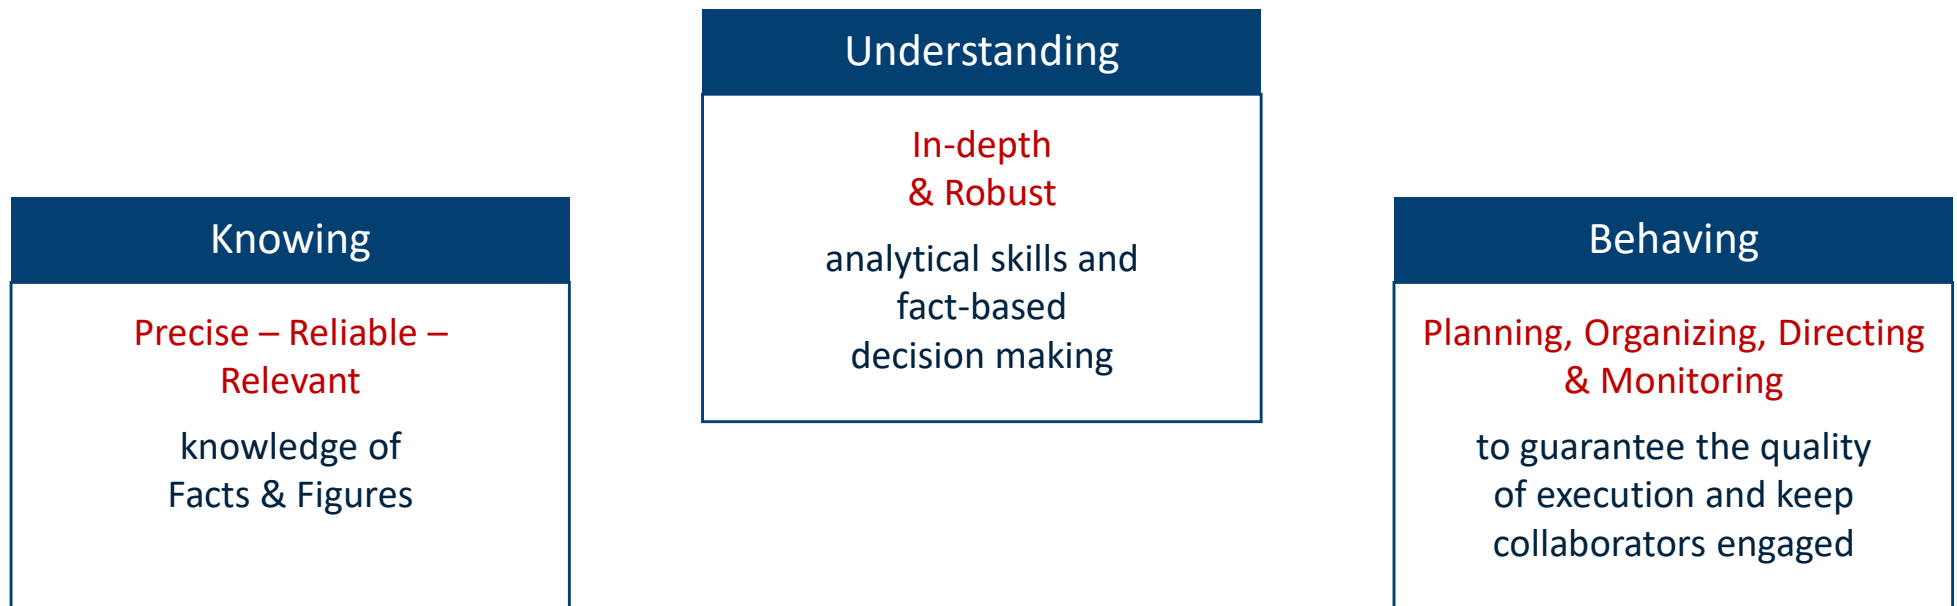 Knowing
Precise – Reliable –
Relevant
knowledge of
Facts & Figures
Understanding
In-depth
& Robust
analytical skills and
fact-based
decision making
Behaving
Planning, Organizing, Directing
& Monitoring
to guarantee the quality
of execution and keep
collaborators engaged